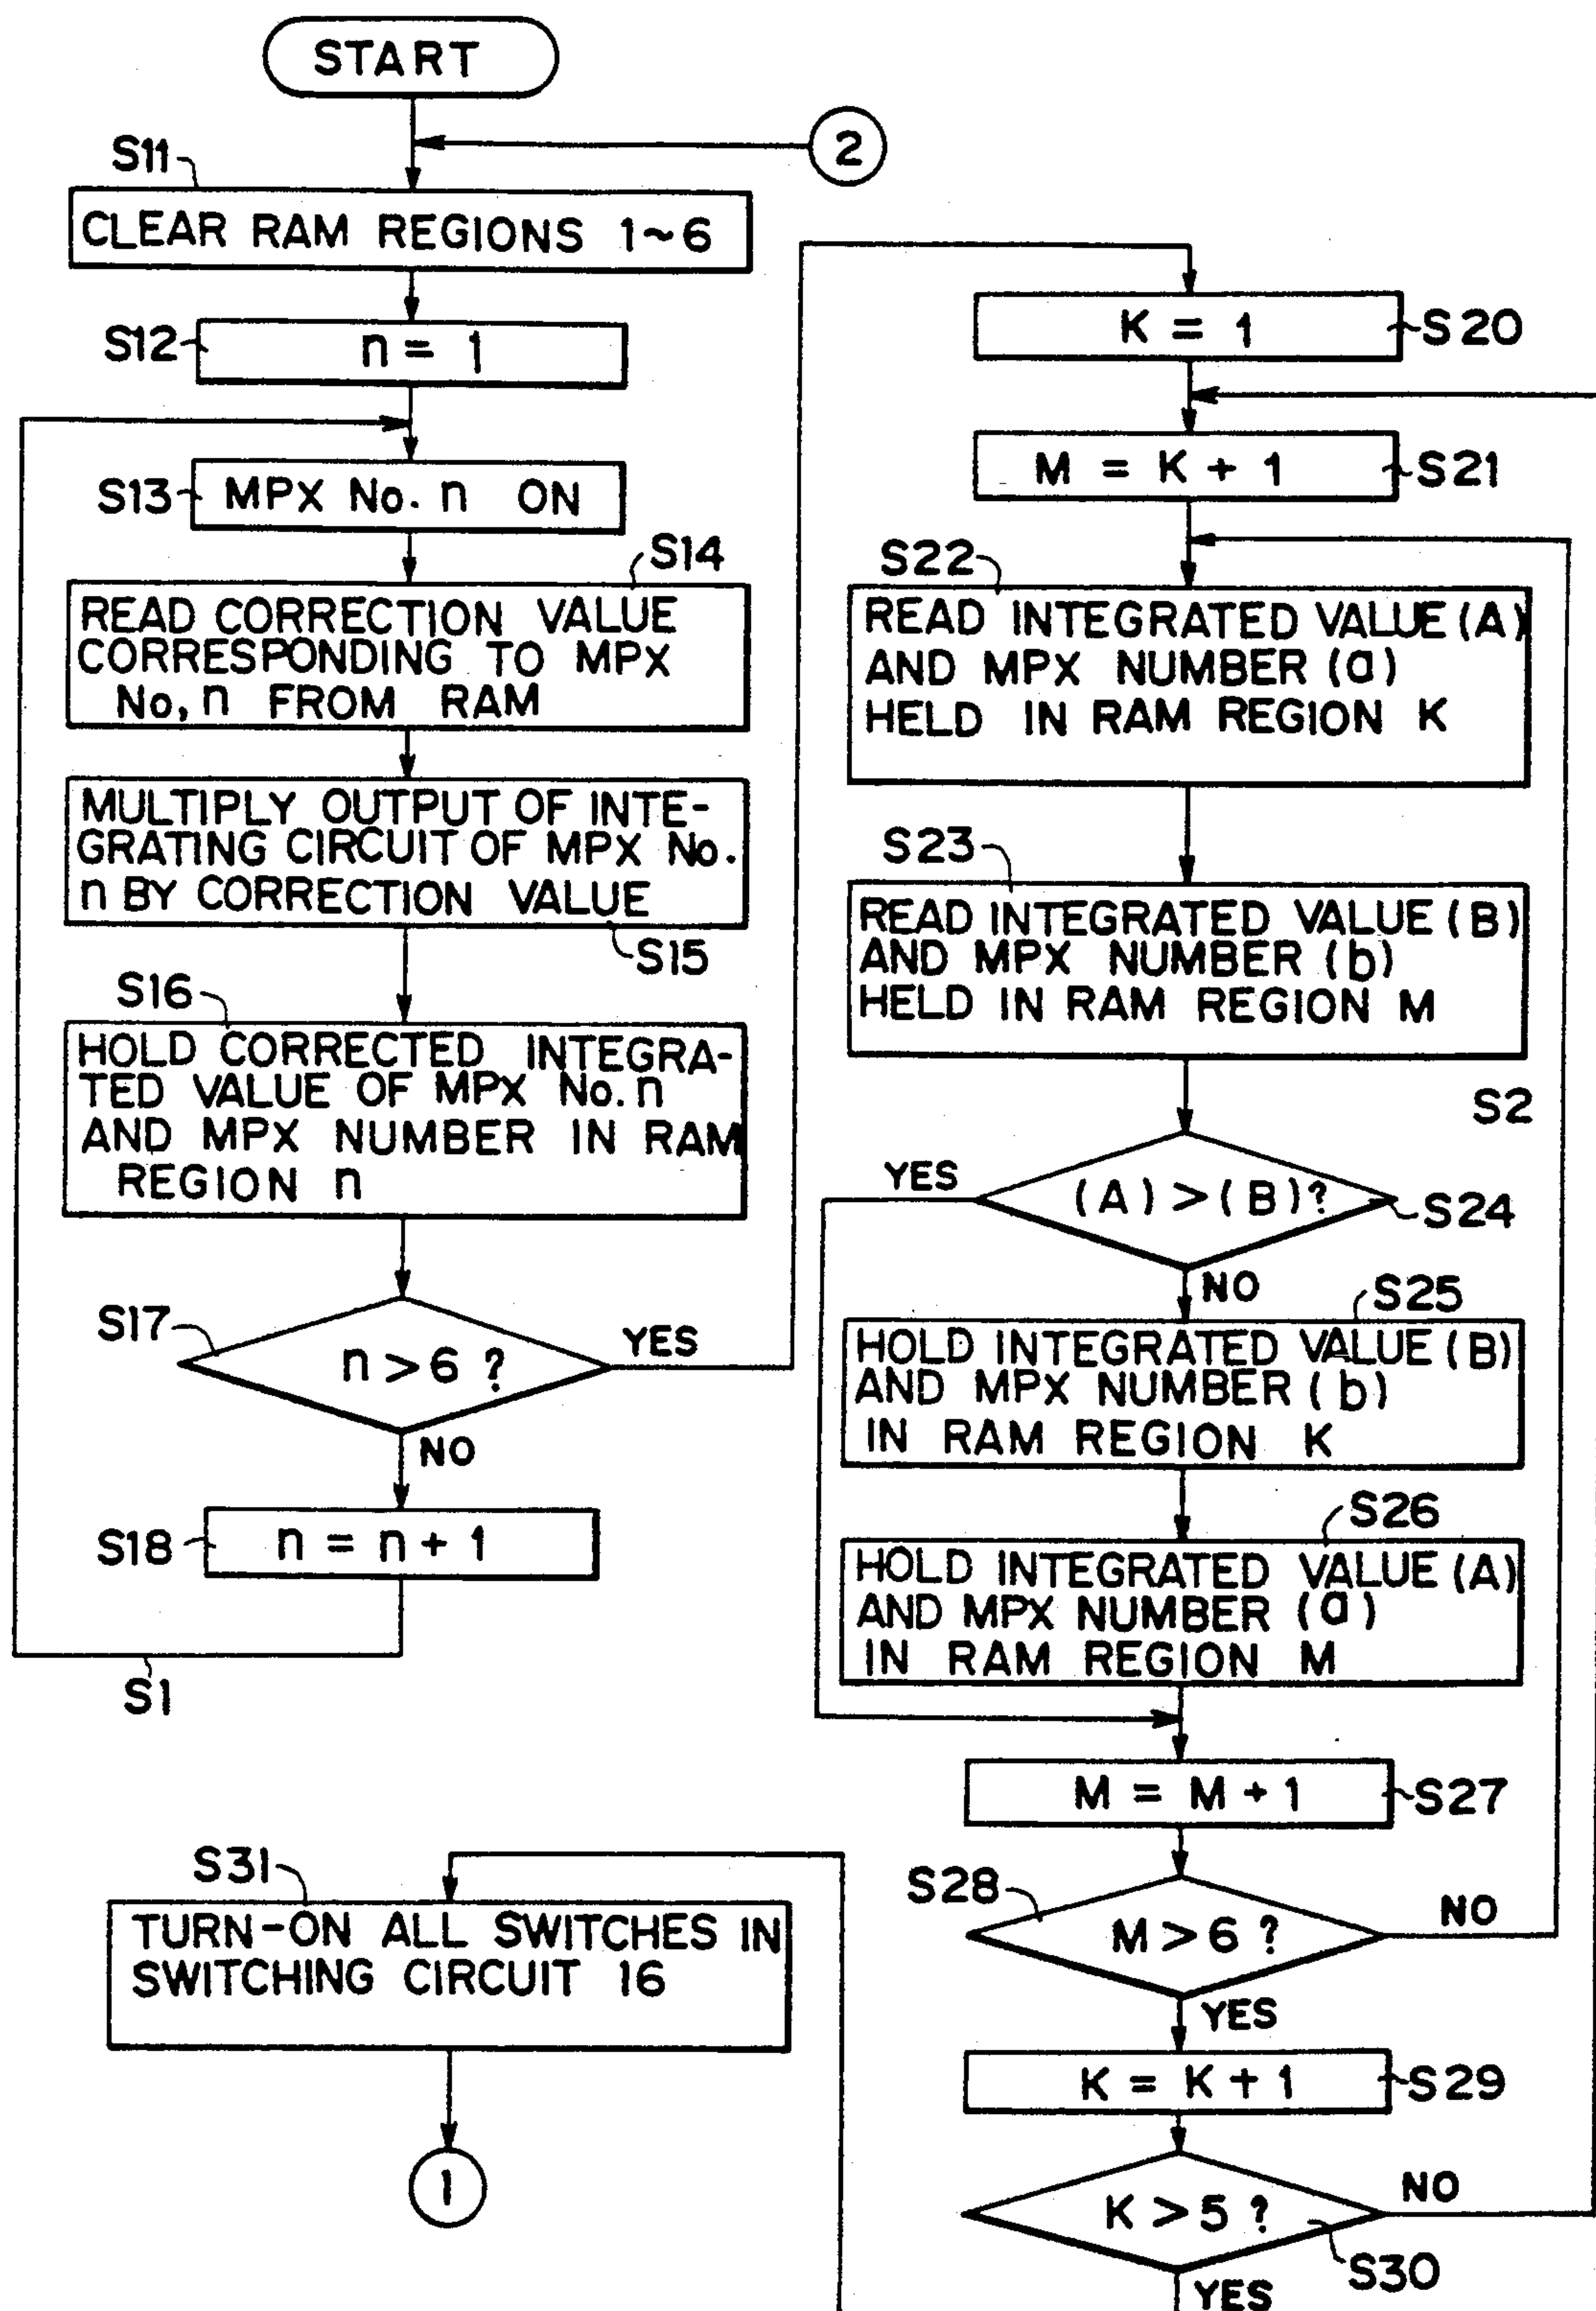 START
2
S11
CLEAR RAM REGIONS 1~6
S12
n = 1
S13
MPX No. n ON
S14
READ CORRECTION VALUE
CORRESPONDING TO MPX
No, n FROM RAM
MULTIPLY OUTPUT OF INTE-
GRATING CIRCUIT OF MPX No.
n BY CORRECTION VALUE
S15
S16
HOLD CORRECTED INTEGRA-
TED VALUE OF MPX No. n
AND MPX NUMBER IN RAM
REGION n
S17
n > 6 ?
YES
NO
S18
n = n + 1
S1
K = 1
S20
M = K + 1
S21
S22
READ INTEGRATED VALUE (A)
AND MPX NUMBER (a)
HELD IN RAM REGION K
S23
READ INTEGRATED VALUE (B)
AND MPX NUMBER (b)
HELD IN RAM REGION M
S2
YES
(A) > (B) ?
S24
NO
S25
HOLD INTEGRATED VALUE (B)
AND MPX NUMBER (b)
IN RAM REGION K
S26
HOLD INTEGRATED VALUE (A)
AND MPX NUMBER (a)
IN RAM REGION M
M = M + 1
S27
S28
M > 6 ?
NO
YES
K = K + 1
S29
K > 5 ?
NO
S30
YES
S31
TURN-ON ALL SWITCHES IN
SWITCHING CIRCUIT 16
1